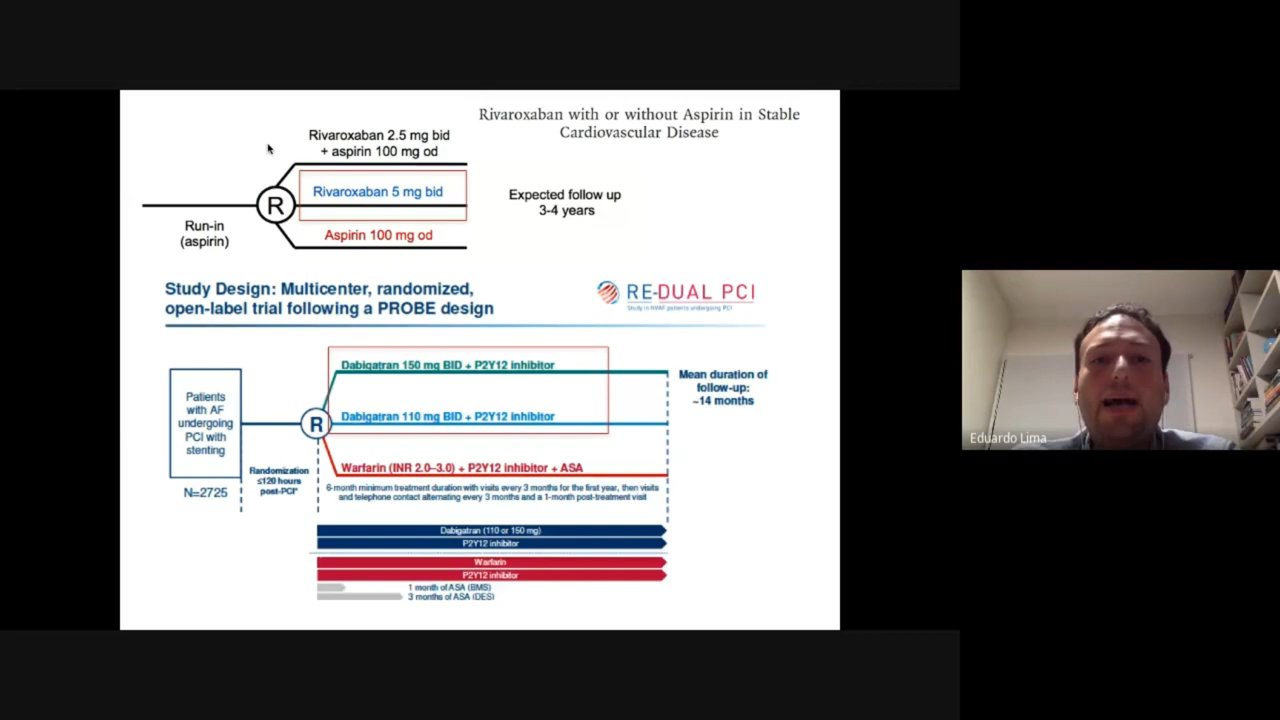 Rivaroxaban with or without Aspirin in Stable
Cardiovascular Disease
Rivaroxaban 2.5 mg bid
+ aspirin 100 mg od
Rivaroxaban 5 mg bid
R
Expected follow up
3-4 years
Run-in
(aspirin)
Aspirin 100 mg od
Study Design: Multicenter, randomized,
open-label trial following a PROBE design
RE-DUAL PCI
Study in NVAF patients undergoing PCI
Dabigatran 150 mg BID + P2Y12 inhibitor
Mean duration of
follow-up:
~14 months
Patients
with AF
undergoing
PCI with
stenting
Dabigatran 110 mg BID + P2Y12 inhibitor
R
Eduardo Lima
Warfarin (INR 2.0–3.0) + P2Y12 inhibitor + ASA
Randomization
≤120 hours
post-PCI*
N=2725
6-month minimum treatment duration with visits every 3 months for the first year, then visits
and telephone contact alternating every 3 months and a 1-month post-treatment visit
Dabigatran (110 or 150 mg)
P2Y12 inhibitor
Warfarin
P2Y12 inhibitor
1 month of ASA (BMS)
3 months of ASA (DES)